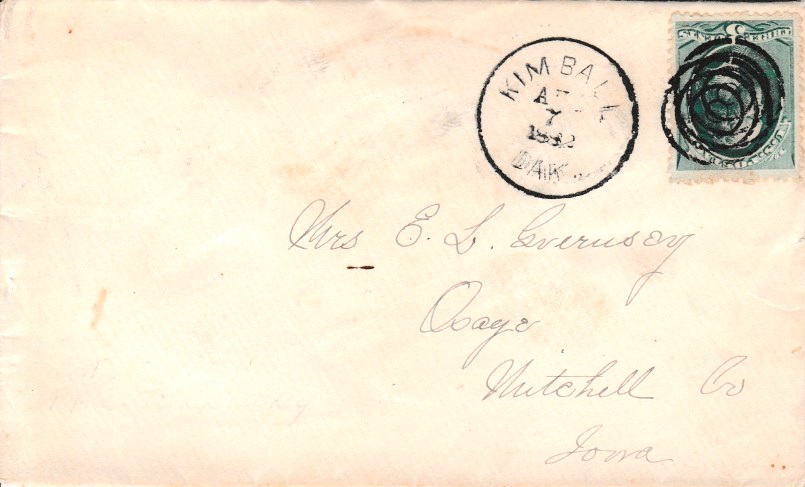 KIMBALL
7
1882
DAK.
Mrs E. L. Guernsey
Osage
Mitchell Co
Iowa